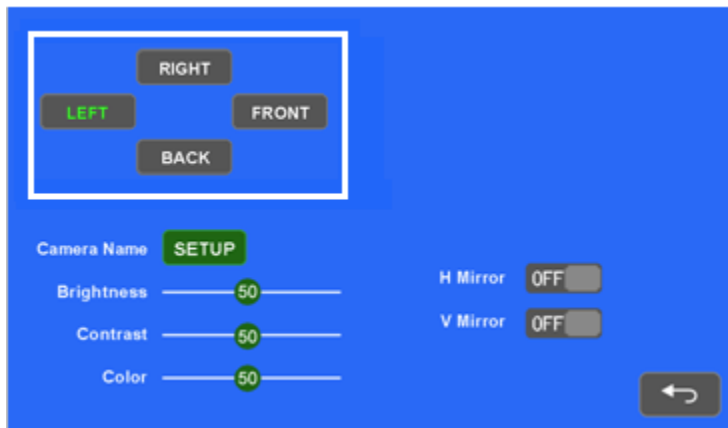 RIGHT
LEFT FRONT
BACK
Camera Name SETUP
Brightness 50
Contrast 50
Color 50
H Mirror OFF
V Mirror OFF